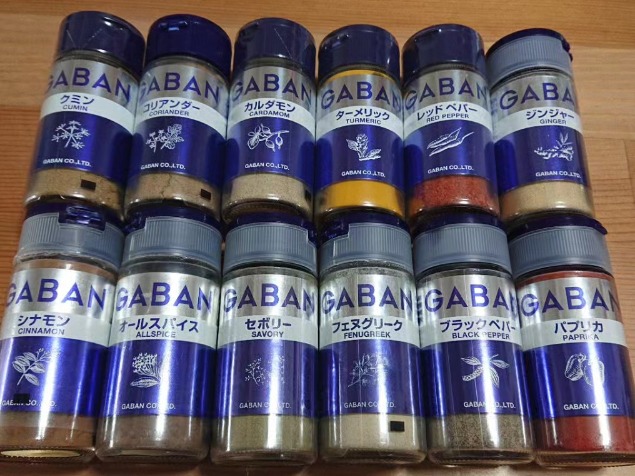 GABAN
クミン
CUMIN
GABAN CO.,LTD.
GABAN
コリアンダー
CORIANDER
GABAN CO.,LTD.
GABAN
カルダモン
CARDAMOM
GABAN CO.,LTD.
GABAN
ターメリック
TURMERIC
GABAN CO.,LTD.
GABAN
レッドペパー
RED PEPPER
GABAN CO.,LTD.
GABAN
ジンジャー
GINGER
GABAN CO.,LTD.
GABAN
シナモン
CINNAMON
GABAN CO.,LTD.
GABAN
オールスパイス
ALLSPICE
GABAN CO.,LTD.
GABAN
セボリー
SAVORY
GABAN CO.,LTD.
GABAN
フェヌグリーク
FENUGREEK
GABAN CO.,LTD.
GABAN
ブラックペパー
BLACK PEPPER
GABAN CO.,LTD.
GABAN
パプリカ
PAPRIKA
GABAN CO.,LTD.